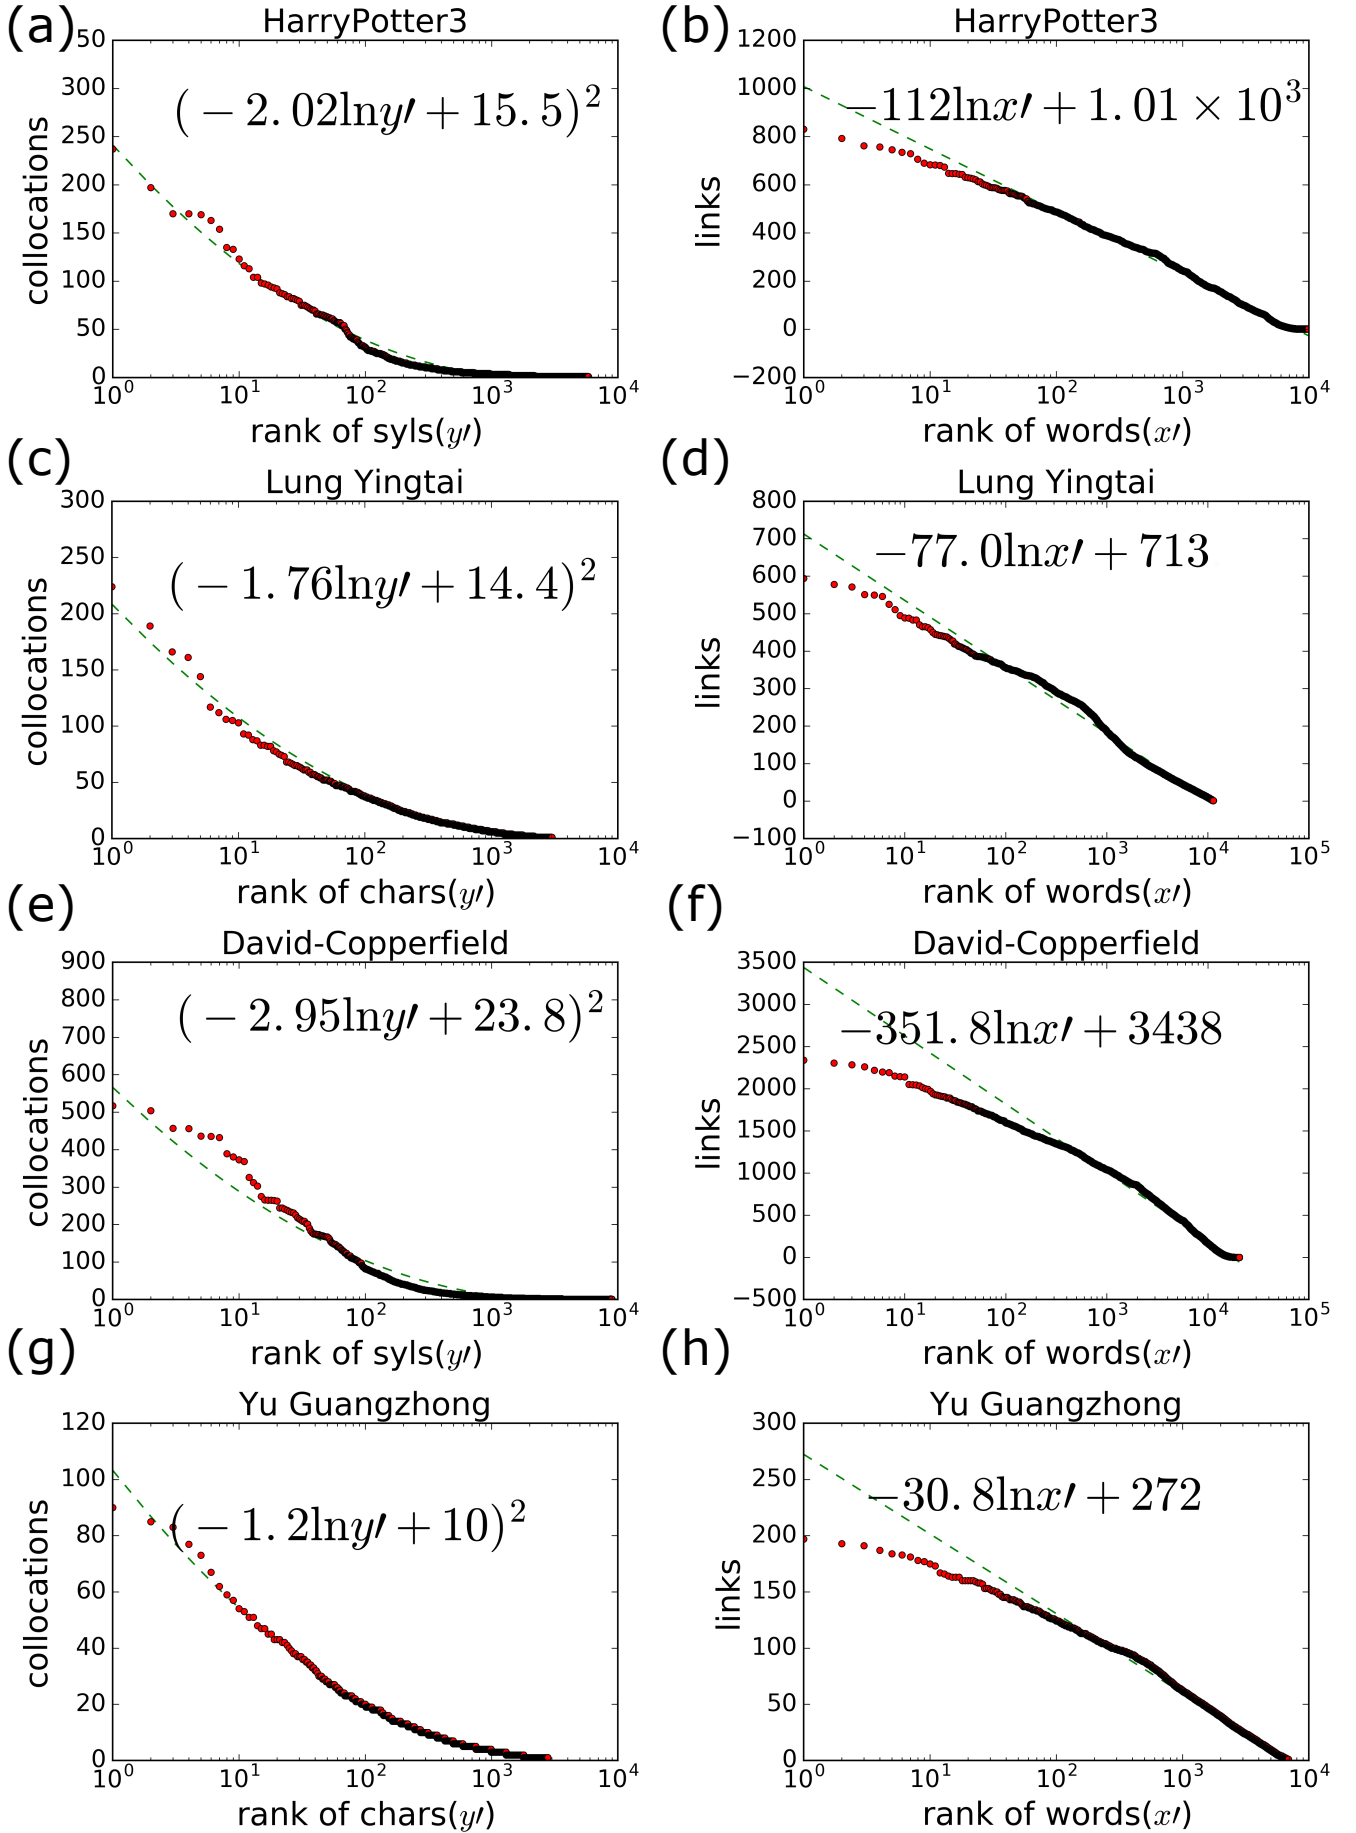 (a)
HarryPotter3
50
300
250
200
150
100
50
0
collocations
(−2.02lny′+15.5)²
10⁰ 10¹ 10² 10³ 10⁴
rank of syls(y′)
(b)
HarryPotter3
1200
1000
800
600
400
200
0
−200
links
−112lnx′+1.01×10³
10⁰ 10¹ 10² 10³ 10⁴
rank of words(x′)
(c)
Lung Yingtai
300
250
200
150
100
50
0
collocations
(−1.76lny′+14.4)²
10⁰ 10¹ 10² 10³ 10⁴
rank of chars(y′)
(d)
Lung Yingtai
800
700
600
500
400
300
200
100
0
−100
links
−77.0lnx′+713
10⁰ 10¹ 10² 10³ 10⁴ 10⁵
rank of words(x′)
(e)
David-Copperfield
900
800
700
600
500
400
300
200
100
0
collocations
(−2.95lny′+23.8)²
10⁰ 10¹ 10² 10³ 10⁴
rank of syls(y′)
(f)
David-Copperfield
3500
3000
2500
2000
1500
1000
500
0
−500
links
−351.8lnx′+3438
10⁰ 10¹ 10² 10³ 10⁴ 10⁵
rank of words(x′)
(g)
Yu Guangzhong
120
100
80
60
40
20
0
collocations
(−1.2lny′+10)²
10⁰ 10¹ 10² 10³ 10⁴
rank of chars(y′)
(h)
Yu Guangzhong
300
250
200
150
100
50
0
links
−30.8lnx′+272
10⁰ 10¹ 10² 10³ 10⁴
rank of words(x′)